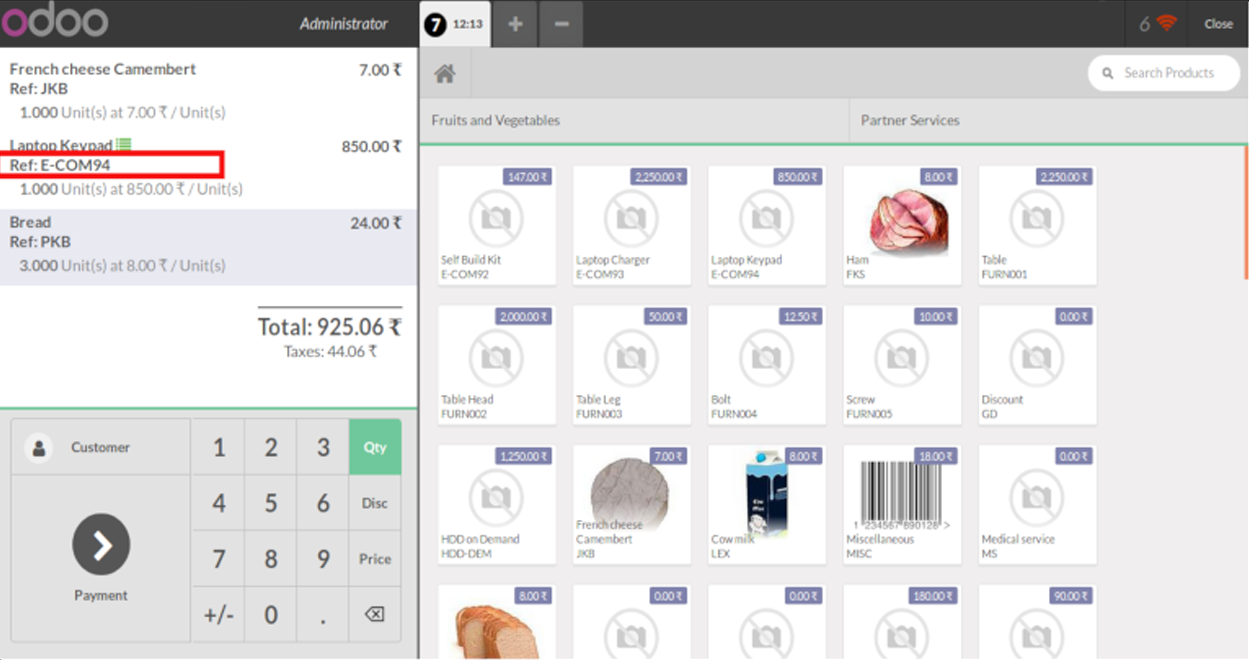 odoo
Administrator
7 12:13
+
−
6
Close
French cheese Camembert 7.00 ₹
Ref: JKB
1.000 Unit(s) at 7.00 ₹ / Unit(s)
Laptop Keypad 850.00 ₹
Ref: E-COM94
1.000 Unit(s) at 850.00 ₹ / Unit(s)
Bread 24.00 ₹
Ref: PKB
3.000 Unit(s) at 8.00 ₹ / Unit(s)
Total: 925.06 ₹
Taxes: 44.06 ₹
Customer
Payment
1 2 3 Qty
4 5 6 Disc
7 8 9 Price
+/- 0 .
Search Products
Fruits and Vegetables
Partner Services
147.00 ₹
Self Build Kit
E-COM92
2,250.00 ₹
Laptop Charger
E-COM93
850.00 ₹
Laptop Keypad
E-COM94
8.00 ₹
Ham
FKS
2,250.00 ₹
Table
FURN001
2,000.00 ₹
Table Head
FURN002
50.00 ₹
Table Leg
FURN003
12.50 ₹
Bolt
FURN004
10.00 ₹
Screw
FURN005
0.00 ₹
Discount
GD
1,250.00 ₹
HDD on Demand
HDD-DEM
7.00 ₹
French cheese
Camembert
JKB
8.00 ₹
Cow milk
LEX
18.00 ₹
1 234567 890128 >
Miscellaneous
MISC
0.00 ₹
Medical service
MS
8.00 ₹
0.00 ₹
0.00 ₹
180.00 ₹
90.00 ₹